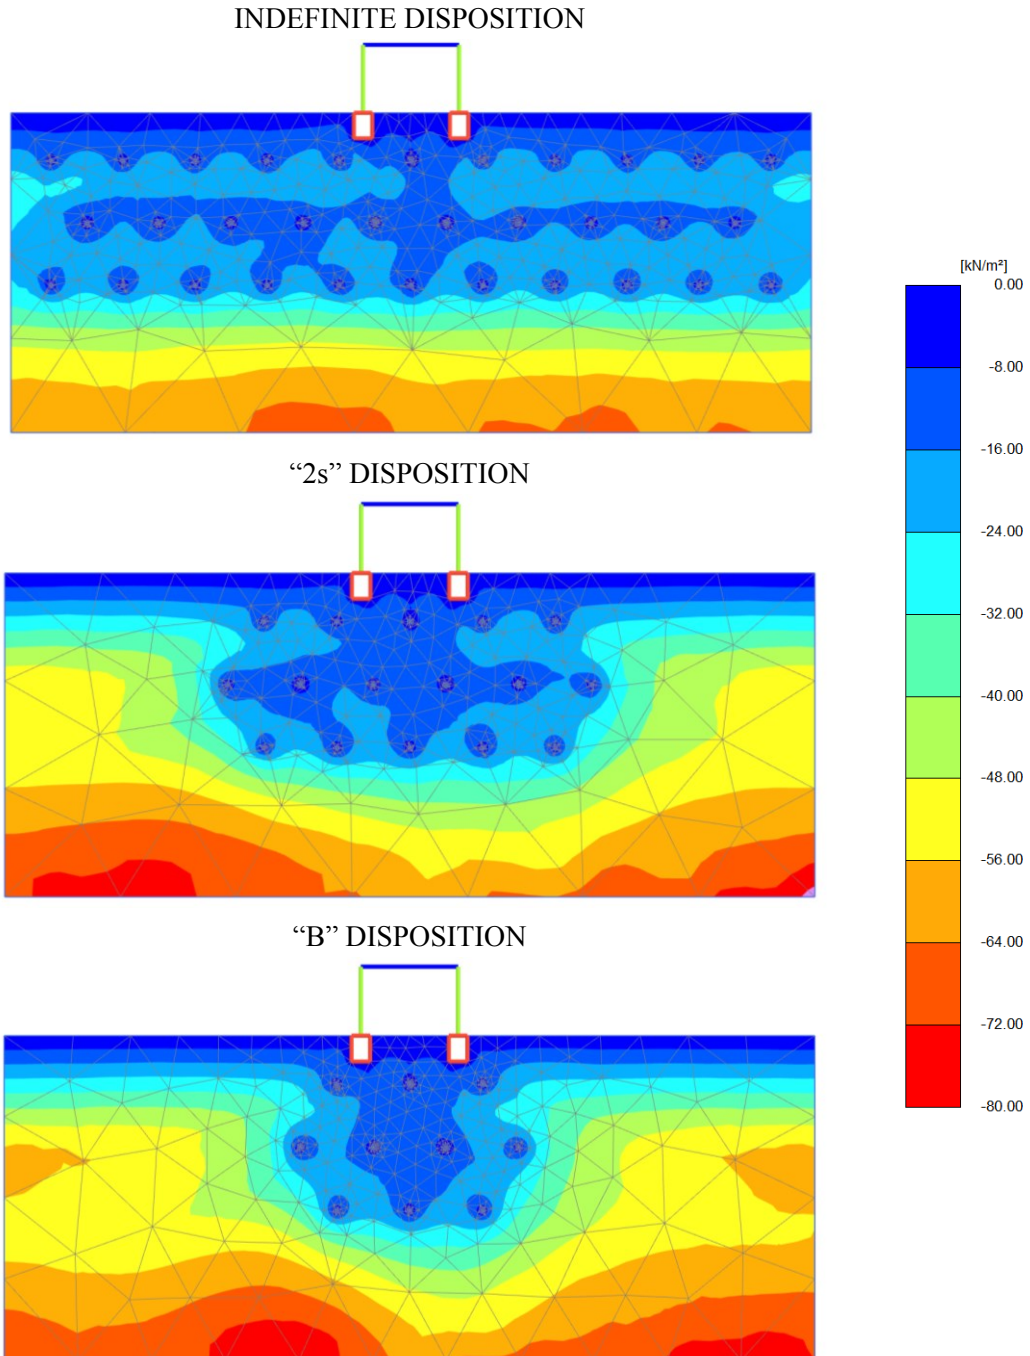 INDEFINITE DISPOSITION
[kN/m²]
0.00
-8.00
-16.00
-24.00
-32.00
-40.00
-48.00
-56.00
-64.00
-72.00
-80.00
“2s” DISPOSITION
“B” DISPOSITION